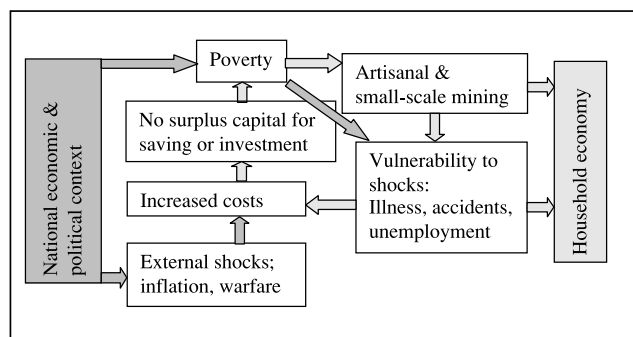 National economic &
political context
Poverty
Artisanal &
small-scale mining
No surplus capital for
saving or investment
Vulnerability to
shocks:
Illness, accidents,
unemployment
Increased costs
External shocks;
inflation, warfare
Household economy